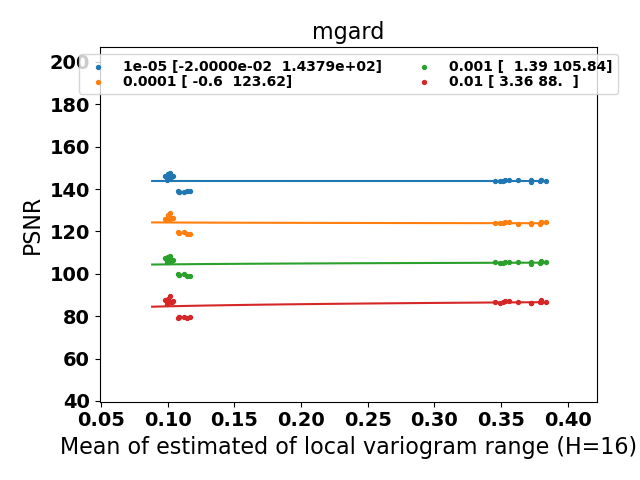 mgard
1e-05 [-2.0000e-02  1.4379e+02]
0.0001 [ -0.6  123.62]
0.001 [  1.39 105.84]
0.01 [ 3.36 88.  ]
PSNR
200
180
160
140
120
100
80
60
40
0.05 0.10 0.15 0.20 0.25 0.30 0.35 0.40
Mean of estimated of local variogram range (H=16)